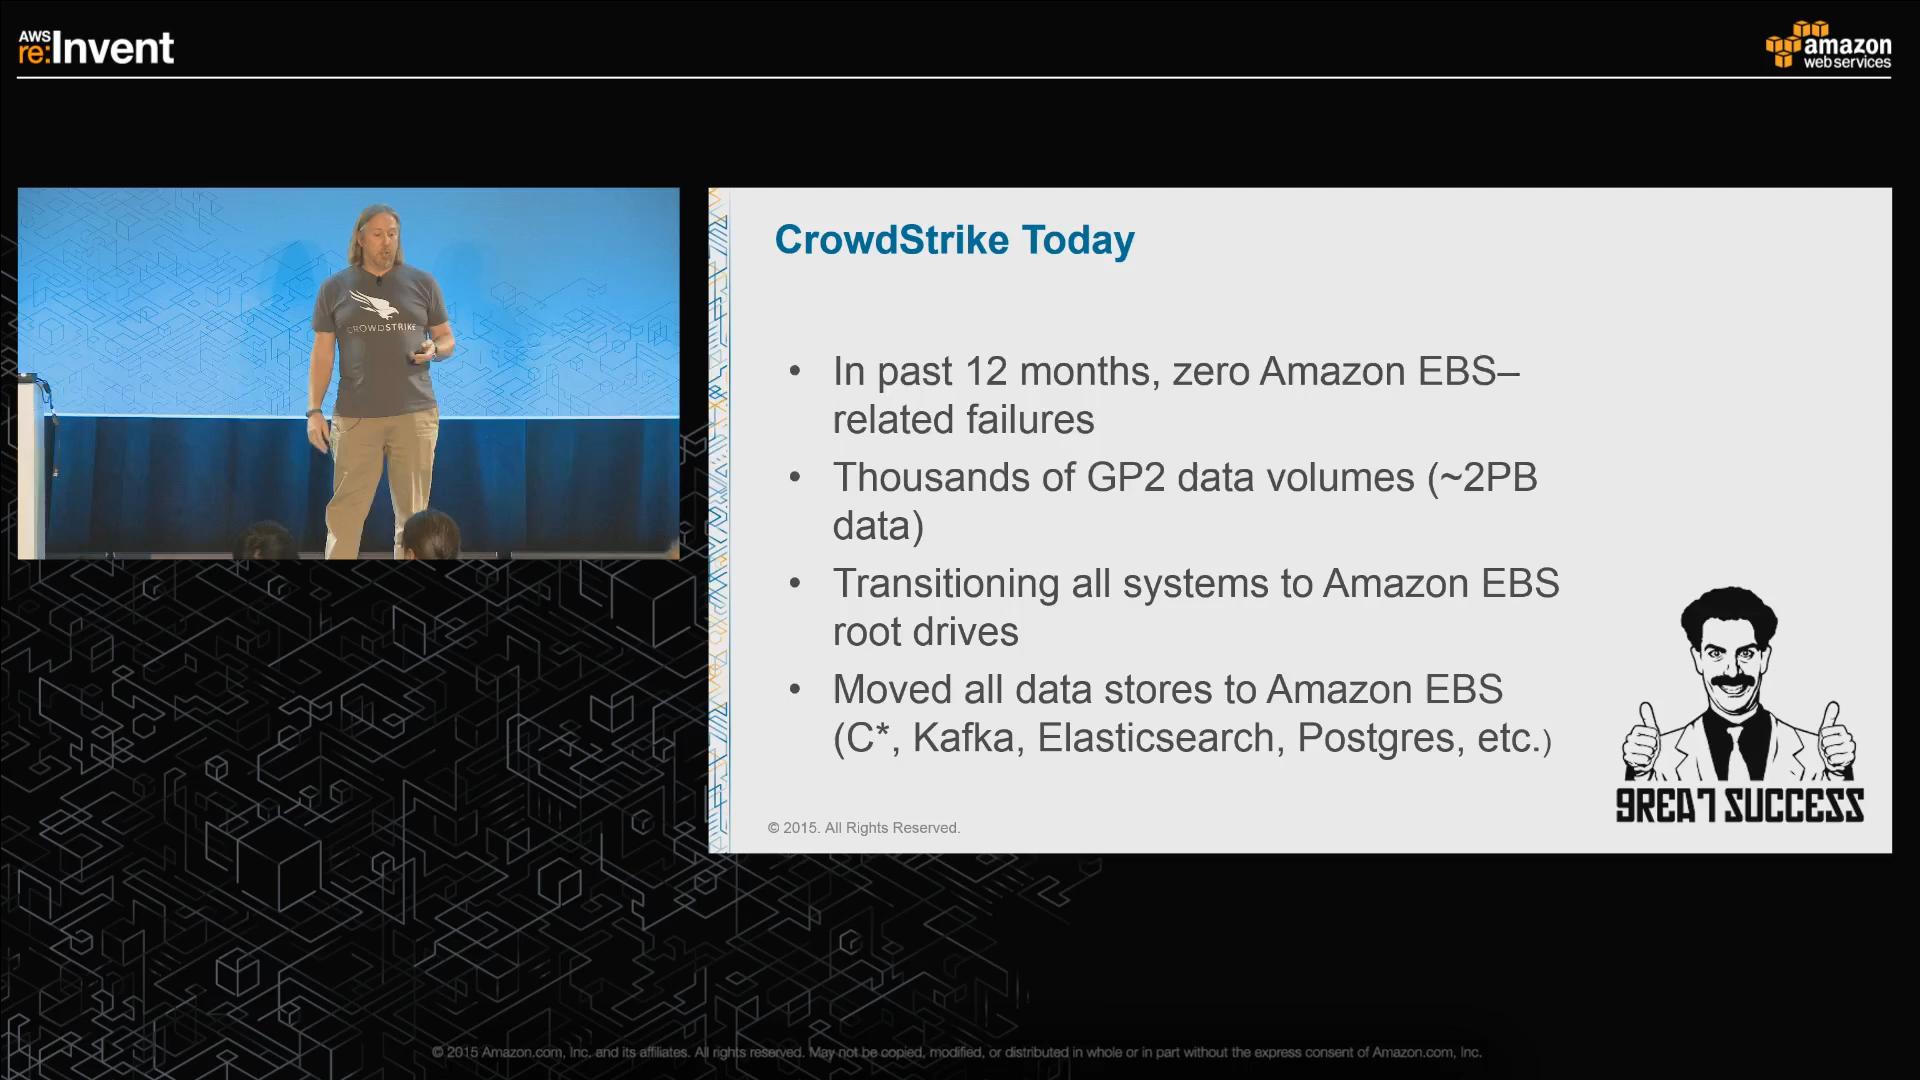 AWS
re:Invent
amazon
web services
CROWDSTRIKE
CrowdStrike Today
• In past 12 months, zero Amazon EBS–
related failures
• Thousands of GP2 data volumes (~2PB
data)
• Transitioning all systems to Amazon EBS
root drives
• Moved all data stores to Amazon EBS
(C*, Kafka, Elasticsearch, Postgres, etc.)
GREAT SUCCESS
© 2015. All Rights Reserved.
© 2015 Amazon.com, Inc. and its affiliates. All rights reserved. May not be copied, modified, or distributed in whole or in part without the express consent of Amazon.com, Inc.